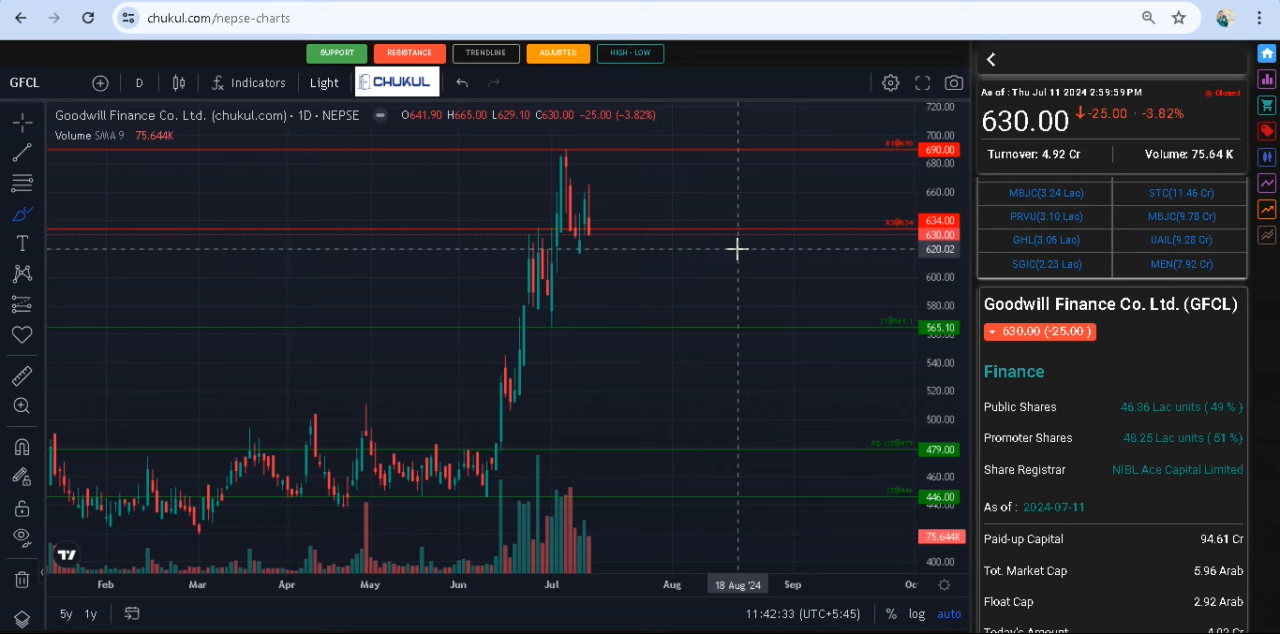 chukul.com/nepse-charts
SUPPORT RESISTANCE TRENDLINE ADJUSTED HIGH - LOW
GFCL D Indicators Light CHUKUL
Goodwill Finance Co. Ltd. (chukul.com) · 1D · NEPSE O641.90 H665.00 L629.10 C630.00 −25.00 (−3.82%)
Volume SMA 9 75.644K
720.00
700.00
690.00
680.00
660.00
634.00
630.00
620.02
600.00
580.00
565.10
560.00
540.00
520.00
500.00
479.00
460.00
446.00
440.00
75.644K
400.00
Feb Mar Apr May Jun Jul Aug 18 Aug '24 Sep Oc
5y 1y 11:42:33 (UTC+5:45) % log auto
As of : Thu Jul 11 2024 2:59:59 PM Closed
630.00 -25.00 -3.82%
Turnover: 4.92 Cr Volume: 75.64 K
MBJC(3.24 Lac) STC(11.46 Cr)
PRVU(3.10 Lac) MBJC(9.78 Cr)
GHL(3.06 Lac) UAIL(9.28 Cr)
SGIC(2.23 Lac) MEN(7.92 Cr)
Goodwill Finance Co. Ltd. (GFCL)
630.00 (-25.00 )
Finance
Public Shares 46.36 Lac units ( 49 % )
Promoter Shares 48.25 Lac units ( 51 %)
Share Registrar NIBL Ace Capital Limited
As of : 2024-07-11
Paid-up Capital 94.61 Cr
Tot. Market Cap 5.96 Arab
Float Cap 2.92 Arab
Today's Amount 4.92 Cr